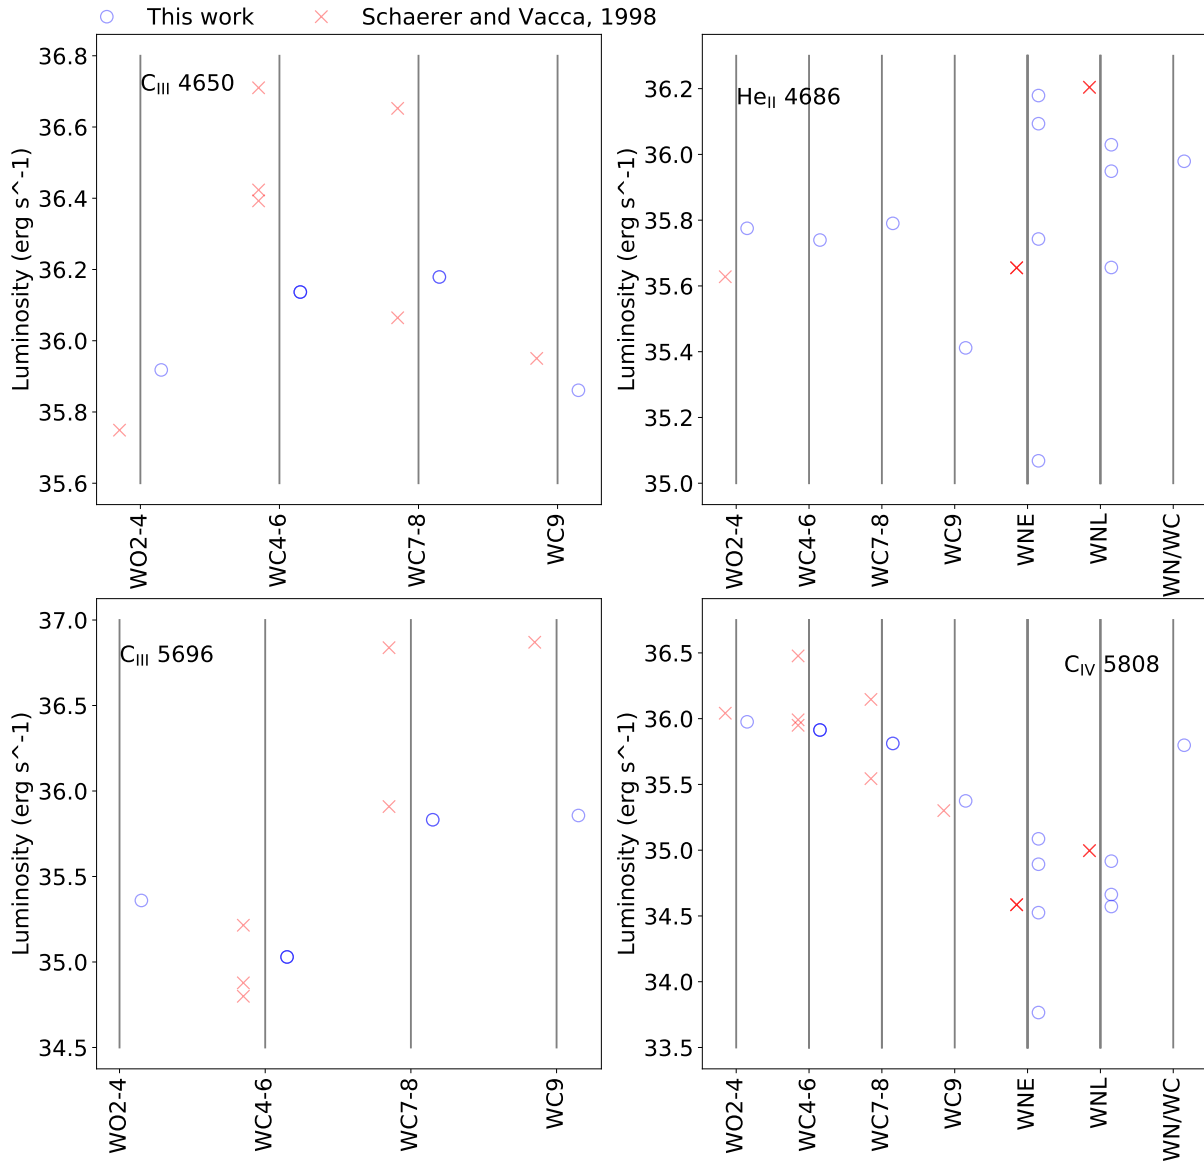 This work
Schaerer and Vacca, 1998
C_III 4650
Luminosity (erg s^-1)
36.8
36.6
36.4
36.2
36.0
35.8
35.6
WO2-4
WC4-6
WC7-8
WC9
He_II 4686
Luminosity (erg s^-1)
36.2
36.0
35.8
35.6
35.4
35.2
35.0
WO2-4
WC4-6
WC7-8
WC9
WNE
WNL
WN/WC
C_III 5696
Luminosity (erg s^-1)
37.0
36.5
36.0
35.5
35.0
34.5
WO2-4
WC4-6
WC7-8
WC9
C_IV 5808
Luminosity (erg s^-1)
36.5
36.0
35.5
35.0
34.5
34.0
33.5
WO2-4
WC4-6
WC7-8
WC9
WNE
WNL
WN/WC